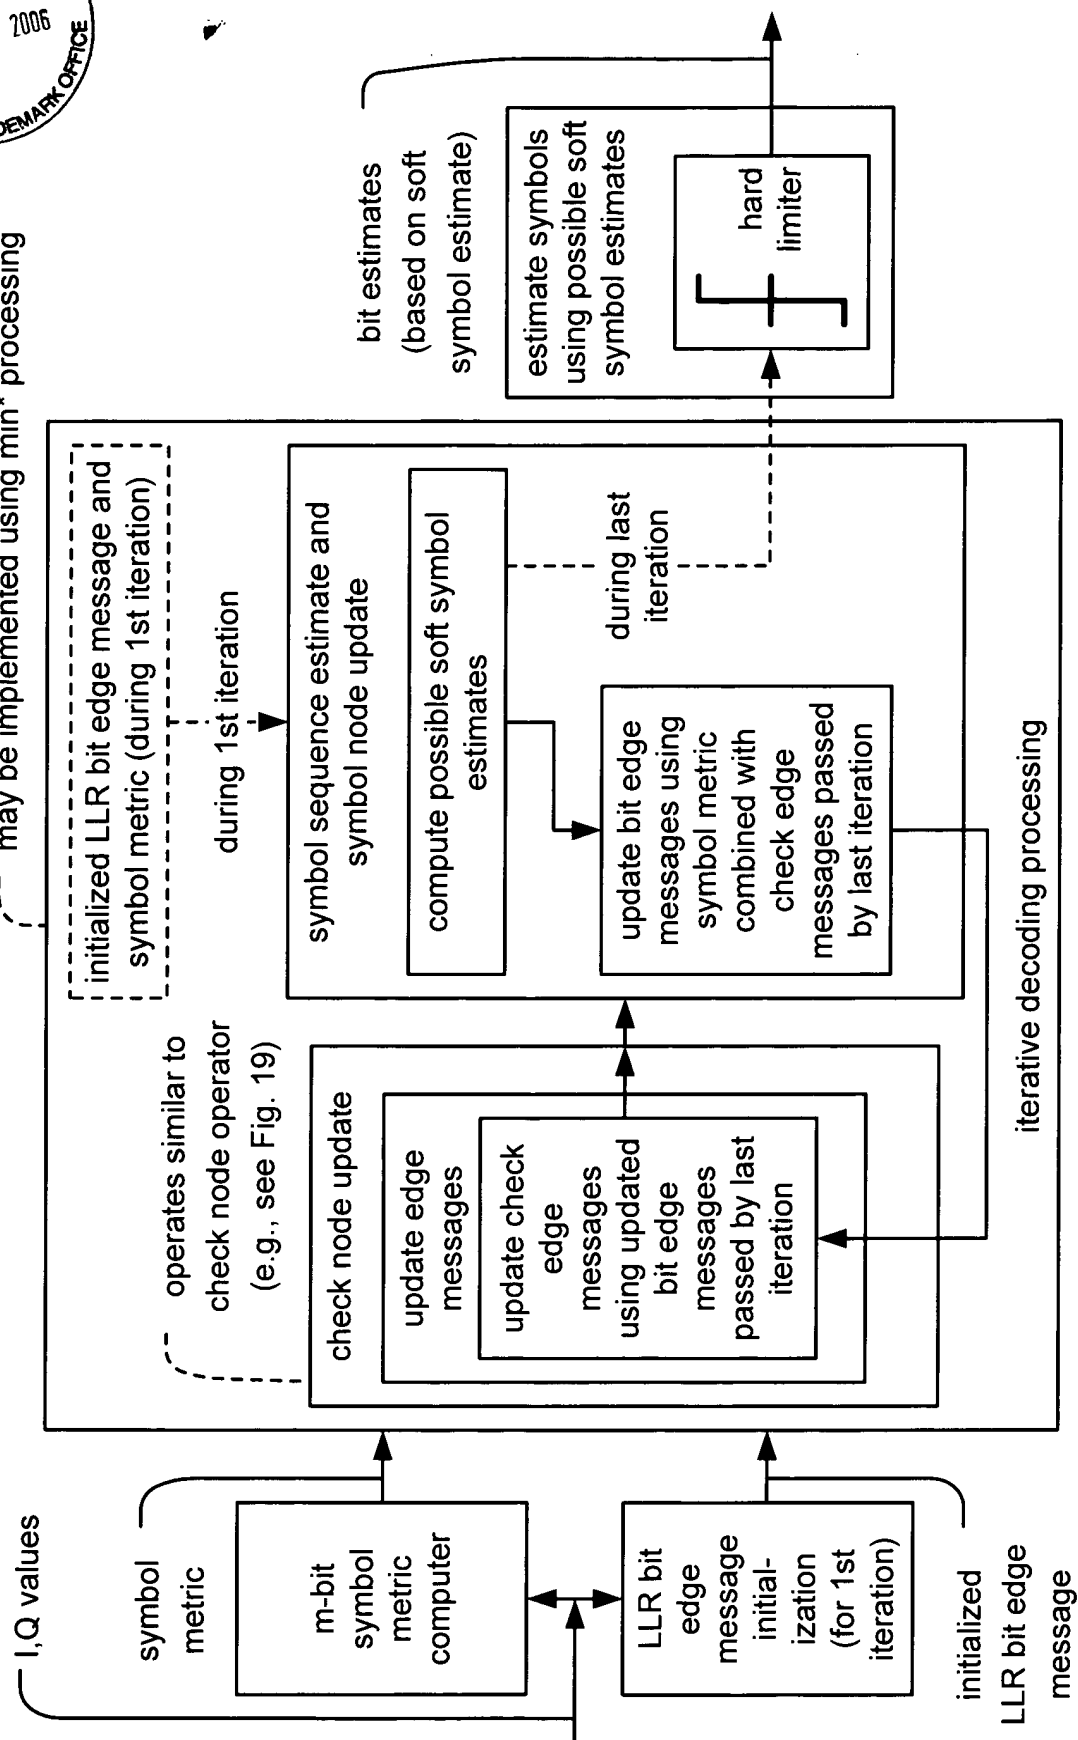 2006
DEMARK OFFICE
may be implemented using min* processing
I,Q values
symbol
metric
m-bit
symbol
metric
computer
LLR bit
edge
message
initial-
ization
(for 1st
iteration)
initialized
LLR bit edge
message
operates similar to
check node operator
(e.g., see Fig. 19)
check node update
update edge
messages
update check
edge
messages
using updated
bit edge
messages
passed by last
iteration
initialized LLR bit edge message and
symbol metric (during 1st iteration)
during 1st iteration
symbol sequence estimate and
symbol node update
compute possible soft symbol
estimates
update bit edge
messages using
symbol metric
combined with
check edge
messages passed
by last iteration
during last
iteration
iterative decoding processing
bit estimates
(based on soft
symbol estimate)
estimate symbols
using possible soft
symbol estimates
hard
limiter